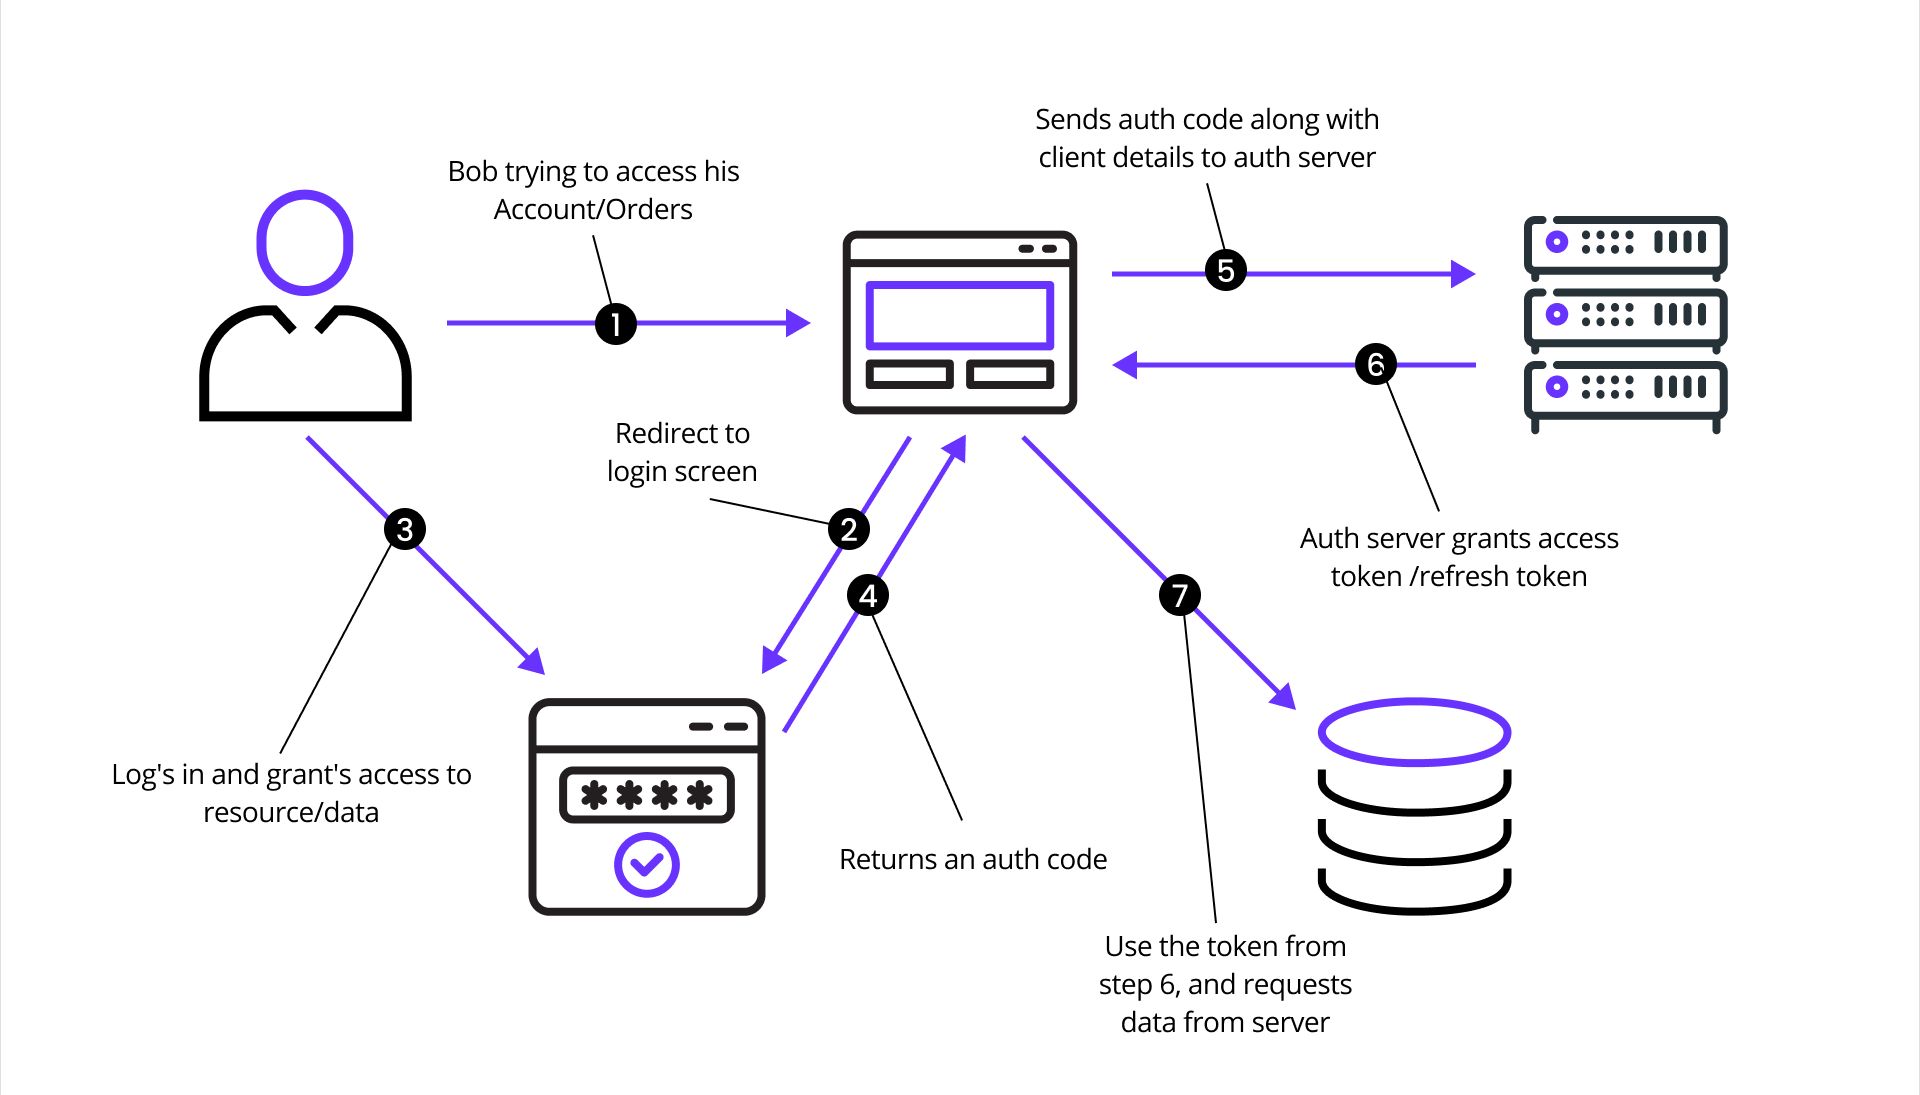 Sends auth code along with
client details to auth server
Bob trying to access his
Account/Orders
5
1
6
Redirect to
login screen
3
2
Auth server grants access
token /refresh token
4
7
Log's in and grant's access to
resource/data
****
Returns an auth code
Use the token from
step 6, and requests
data from server